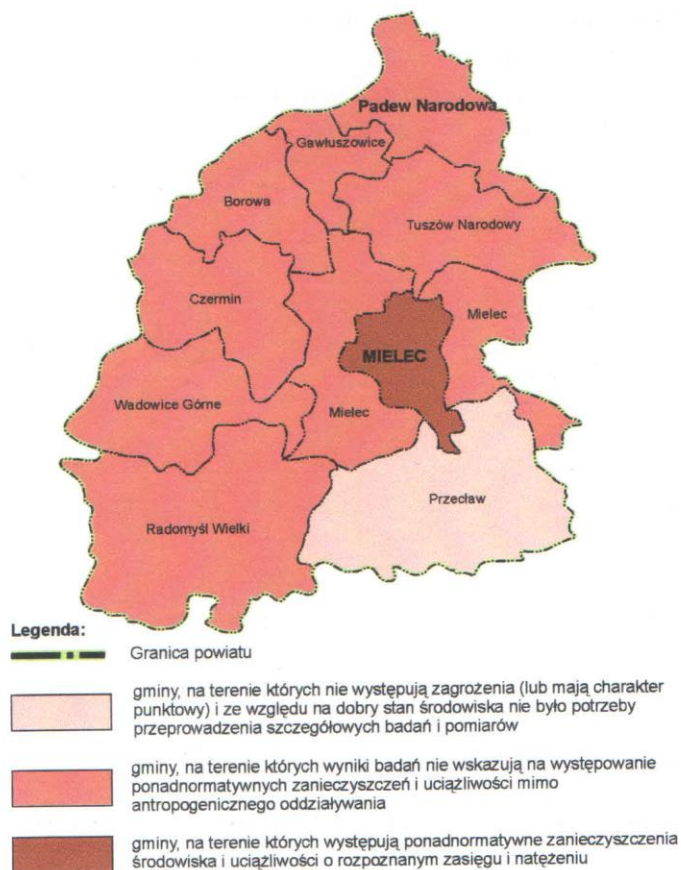 Padew Narodowa
Gawłuszowice
Borowa
Tuszów Narodowy
Czermin
Mielec
MIELEC
Wadowice Górne
Mielec
Przecław
Radomyśl Wielki
Legenda:
Granica powiatu
gminy, na terenie których nie występują zagrożenia (lub mają charakter
punktowy) i ze względu na dobry stan środowiska nie było potrzeby
przeprowadzenia szczegółowych badań i pomiarów
gminy, na terenie których wyniki badań nie wskazują na występowanie
ponadnormatywnych zanieczyszczeń i uciążliwości mimo
antropogenicznego oddziaływania
gminy, na terenie których występują ponadnormatywne zanieczyszczenia
środowiska i uciążliwości o rozpoznanym zasięgu i natężeniu